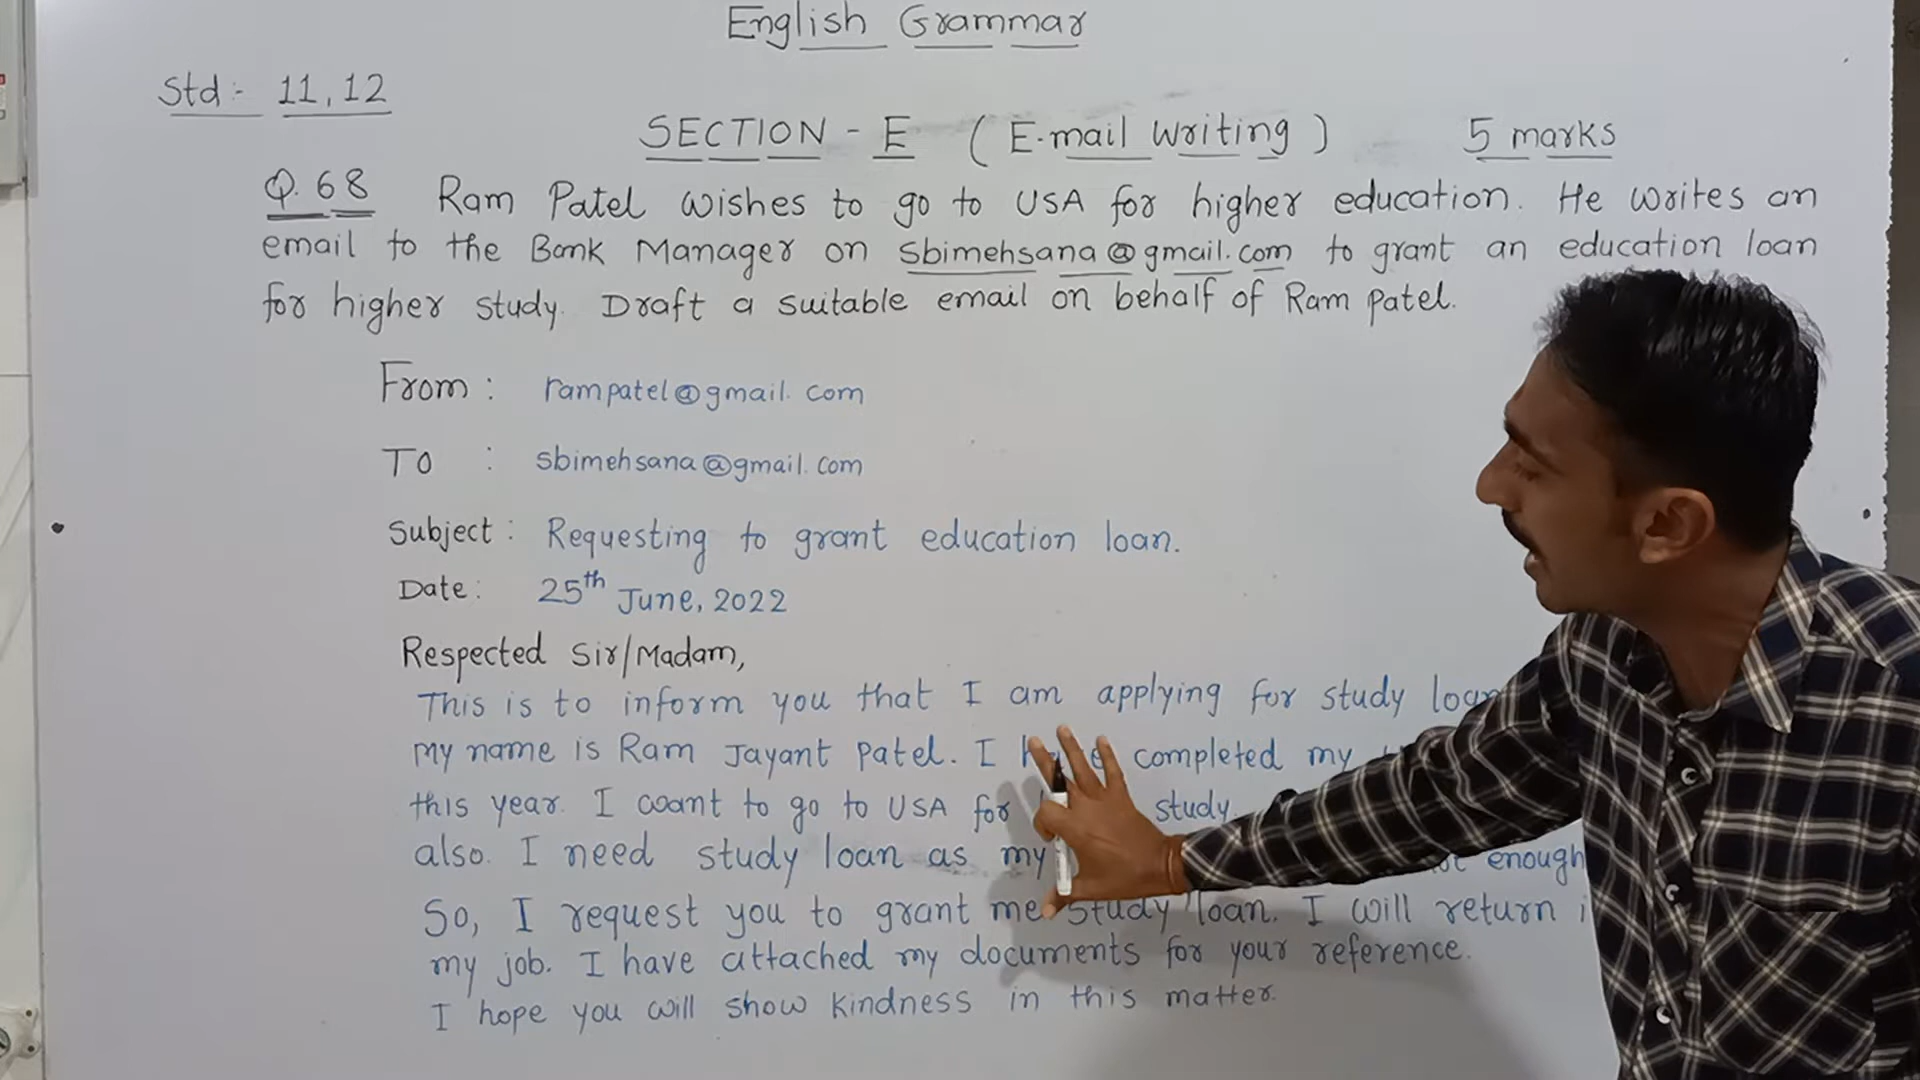 English Grammar
Std:- 11, 12
SECTION - E ( E-mail writing ) 5 marks
Q. 68 Ram Patel wishes to go to USA for higher education. He writes an
email to the Bank Manager on sbimehsana@gmail.com to grant an education loan
for higher study. Draft a suitable email on behalf of Ram Patel.
From : rampatel@gmail.com
To : sbimehsana@gmail.com
Subject : Requesting to grant education loan.
Date : 25th June, 2022
Respected Sir/Madam,
This is to inform you that I am applying for study loan
My name is Ram Jayant Patel. I completed my
this year. I want to go to USA for study.
also. I need study loan as my enough
So, I request you to grant me study loan. I will return
my job. I have attached my documents for your reference.
I hope you will show kindness in this matter.